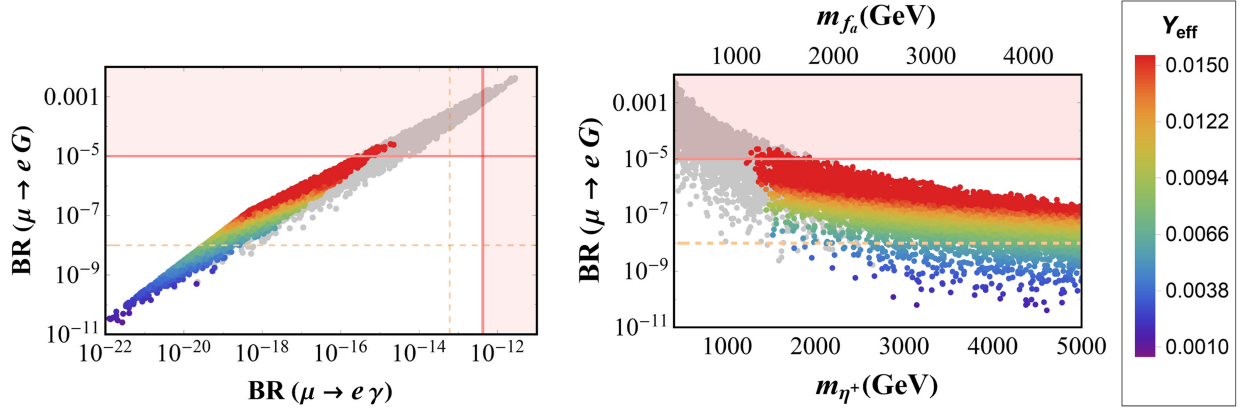 BR (μ → e G)
0.001
10⁻⁵
10⁻⁷
10⁻⁹
10⁻¹¹
10⁻²² 10⁻²⁰ 10⁻¹⁸ 10⁻¹⁶ 10⁻¹⁴ 10⁻¹²
BR (μ → e γ)
m_{f_a}(GeV)
1000 2000 3000 4000
BR (μ → e G)
0.001
10⁻⁵
10⁻⁷
10⁻⁹
10⁻¹¹
1000 2000 3000 4000 5000
m_{η⁺}(GeV)
Y_eff
0.0150
0.0122
0.0094
0.0066
0.0038
0.0010